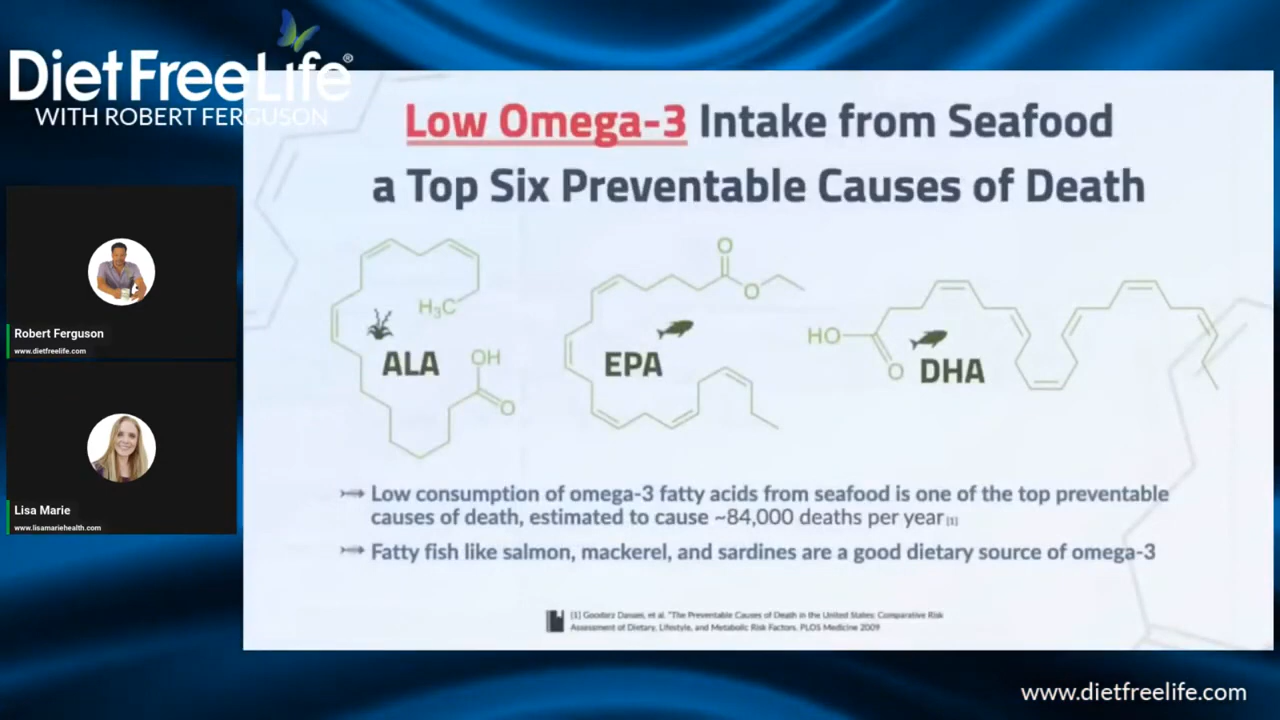 DietFreeLife®
WITH ROBERT FERGUSON
Low Omega-3 Intake from Seafood
a Top Six Preventable Causes of Death
H₃C
ALA
OH
O
O
O
EPA
HO
O
DHA
Robert Ferguson
www.dietfreelife.com
Lisa Marie
www.lisamariehealth.com
Low consumption of omega-3 fatty acids from seafood is one of the top preventable
causes of death, estimated to cause ~84,000 deaths per year [1]
Fatty fish like salmon, mackerel, and sardines are a good dietary source of omega-3
[1] Goodarz Danaei, et al. "The Preventable Causes of Death in the United States: Comparative Risk
Assessment of Dietary, Lifestyle, and Metabolic Risk Factors. PLOS Medicine 2009
www.dietfreelife.com